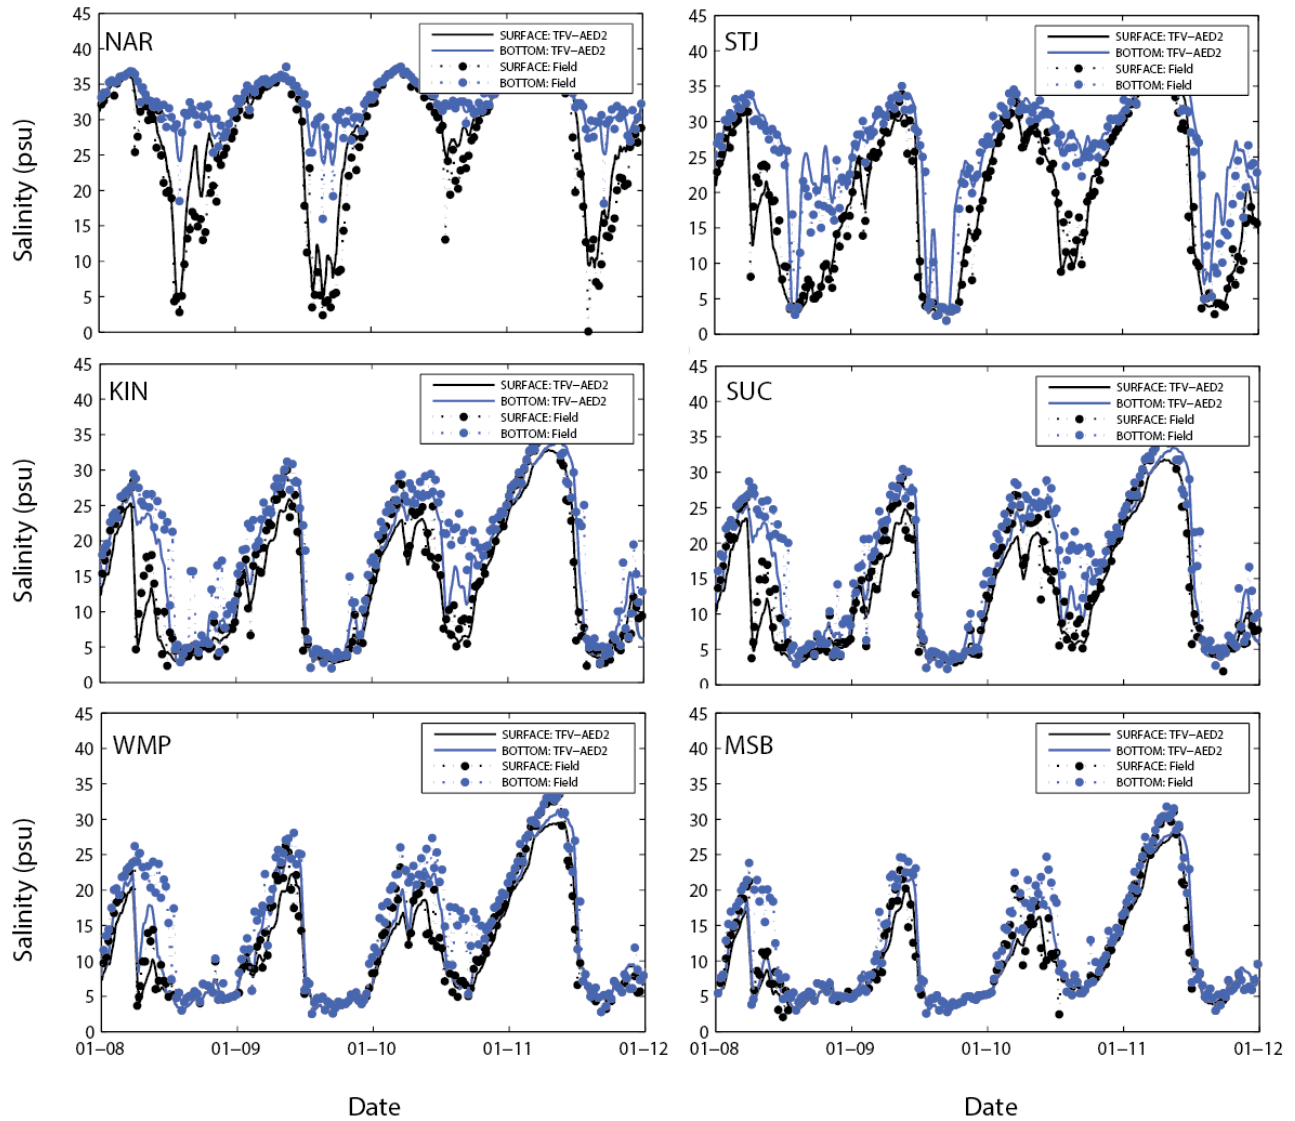 Salinity (psu)
45
40
35
30
25
20
15
10
5
0
NAR
SURFACE: TFV-AED2
BOTTOM: TFV-AED2
SURFACE: Field
BOTTOM: Field
45
40
35
30
25
20
15
10
5
0
STJ
SURFACE: TFV-AED2
BOTTOM: TFV-AED2
SURFACE: Field
BOTTOM: Field
Salinity (psu)
45
40
35
30
25
20
15
10
5
0
KIN
SURFACE: TFV-AED2
BOTTOM: TFV-AED2
SURFACE: Field
BOTTOM: Field
45
40
35
30
25
20
15
10
5
0
SUC
SURFACE: TFV-AED2
BOTTOM: TFV-AED2
SURFACE: Field
BOTTOM: Field
Salinity (psu)
45
40
35
30
25
20
15
10
5
0
WMP
SURFACE: TFV-AED2
BOTTOM: TFV-AED2
SURFACE: Field
BOTTOM: Field
01-08 01-09 01-10 01-11 01-12
Date
45
40
35
30
25
20
15
10
5
0
MSB
SURFACE: TFV-AED2
BOTTOM: TFV-AED2
SURFACE: Field
BOTTOM: Field
01-08 01-09 01-10 01-11 01-12
Date